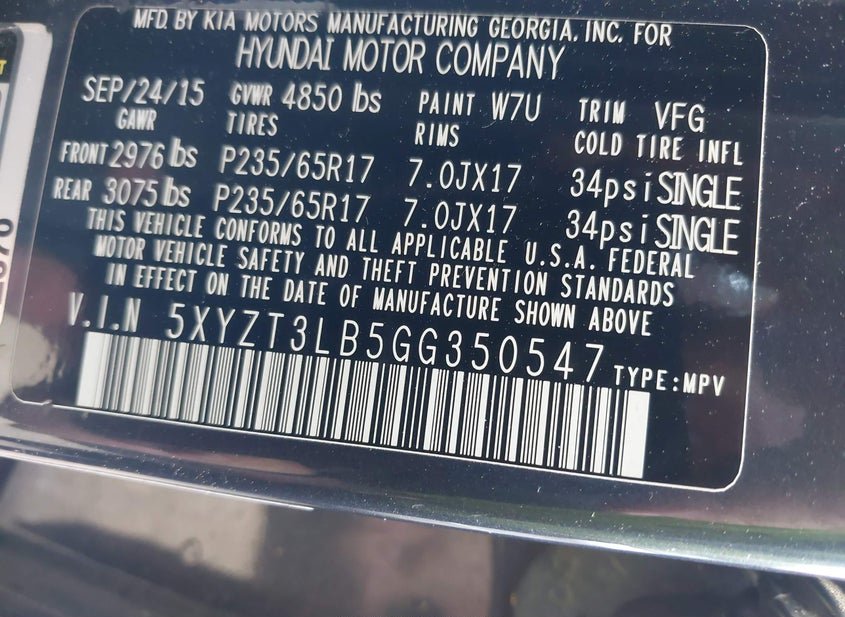 MFD. BY KIA MOTORS MANUFACTURING GEORGIA, INC. FOR
HYUNDAI MOTOR COMPANY
SEP/24/15 GVWR 4850 lbs PAINT W7U TRIM VFG
GAWR TIRES RIMS COLD TIRE INFL
FRONT 2976 lbs P235/65R17 7.0JX17 34psi SINGLE
REAR 3075 lbs P235/65R17 7.0JX17 34psi SINGLE
THIS VEHICLE CONFORMS TO ALL APPLICABLE U.S.A. FEDERAL
MOTOR VEHICLE SAFETY AND THEFT PREVENTION STANDARDS
IN EFFECT ON THE DATE OF MANUFACTURE SHOWN ABOVE
V.I.N 5XYZT3LB5GG350547 TYPE:MPV